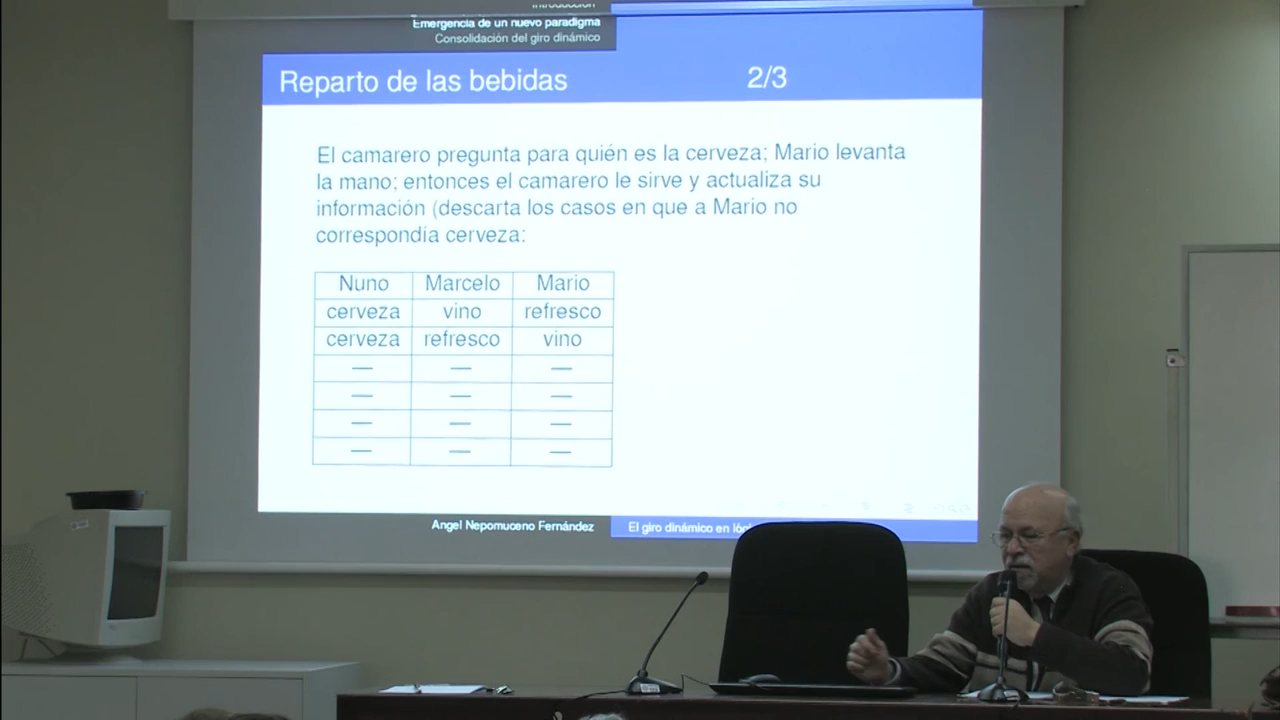 Introducción
Emergencia de un nuevo paradigma
Consolidación del giro dinámico
Reparto de las bebidas 2/3
El camarero pregunta para quién es la cerveza; Mario levanta
la mano; entonces el camarero le sirve y actualiza su
información (descarta los casos en que a Mario no
correspondía cerveza:
Nuno Marcelo Mario
cerveza vino refresco
cerveza refresco vino
— — —
— — —
— — —
— — —
Angel Nepomuceno Fernández El giro dinámico en